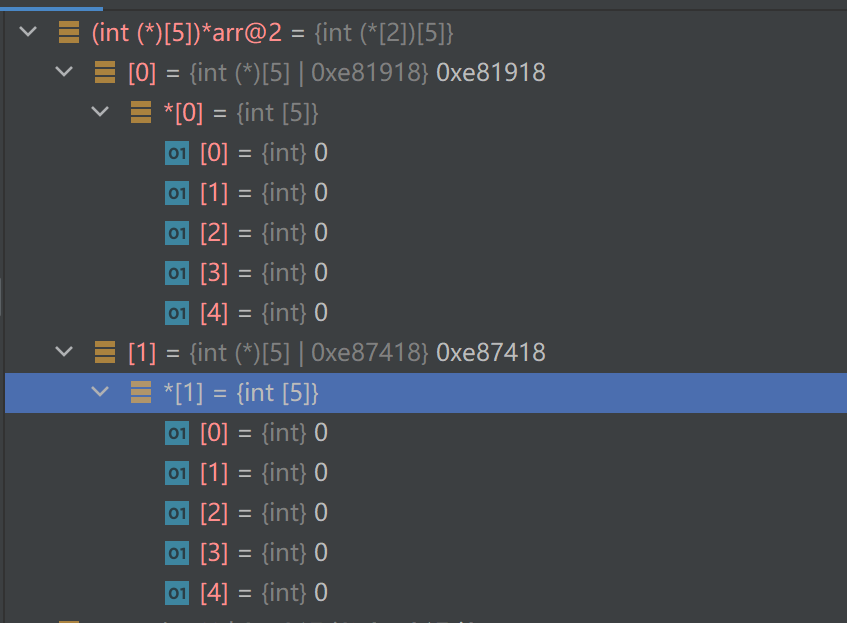 (int (*)[5])*arr@2 = {int (*[2])[5]}
[0] = {int (*)[5] | 0xe81918} 0xe81918
*[0] = {int [5]}
01 [0] = {int} 0
01 [1] = {int} 0
01 [2] = {int} 0
01 [3] = {int} 0
01 [4] = {int} 0
[1] = {int (*)[5] | 0xe87418} 0xe87418
*[1] = {int [5]}
01 [0] = {int} 0
01 [1] = {int} 0
01 [2] = {int} 0
01 [3] = {int} 0
01 [4] = {int} 0